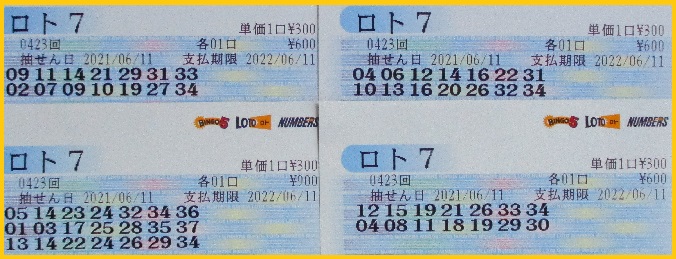 ロト7
単価1口¥300
0423回 各01口 ¥600
抽せん日 2021/06/11 支払期限 2022/06/11
09 11 14 21 29 31 33
02 07 09 10 19 27 34
ロト7
単価1口¥300
0423回 各01口 ¥600
抽せん日 2021/06/11 支払期限 2022/06/11
04 06 12 14 16 22 31
10 13 16 20 26 32 34
BINGO5 LOTO ロト NUMBERS
ロト7
単価1口¥300
0423回 各01口 ¥900
抽せん日 2021/06/11 支払期限 2022/06/11
05 14 23 24 32 34 36
01 03 17 25 28 35 37
13 14 22 24 26 29 34
BINGO5 LOTO ロト NUMBERS
ロト7
単価1口¥300
0423回 各01口 ¥600
抽せん日 2021/06/11 支払期限 2022/06/11
12 15 19 21 26 33 34
04 08 11 18 19 29 30